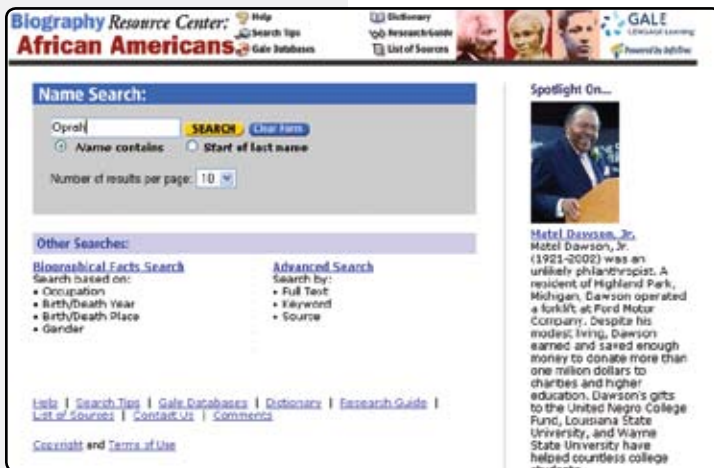 Biography Resource Center:
African Americans
Help
Search Tips
Gale Databases
Dictionary
Research Guide
List of Sources
GALE
CENGAGE Learning
Powered by InfoTrac
Name Search:
Oprah
SEARCH Clear Form
Name contains Start of last name
Number of results per page: 10
Other Searches:
Biographical Facts Search
Search based on:
• Occupation
• Birth/Death Year
• Birth/Death Place
• Gender
Advanced Search
Search by:
• Full Text
• Keyword
• Source
Help | Search Tips | Gale Databases | Dictionary | Research Guide |
List of Sources | Contact Us | Comments
Copyright and Terms of Use
Spotlight On...
Matel Dawson, Jr.
Matel Dawson, Jr.
(1921-2002) was an
unlikely philanthropist. A
resident of Highland Park,
Michigan, Dawson operated
a forklift at Ford Motor
Company. Despite his
modest living, Dawson
earned and saved enough
money to donate more than
one million dollars to
charities and higher
education. Dawson's gifts
to the United Negro College
Fund, Louisiana State
University, and Wayne
State University have
helped countless college